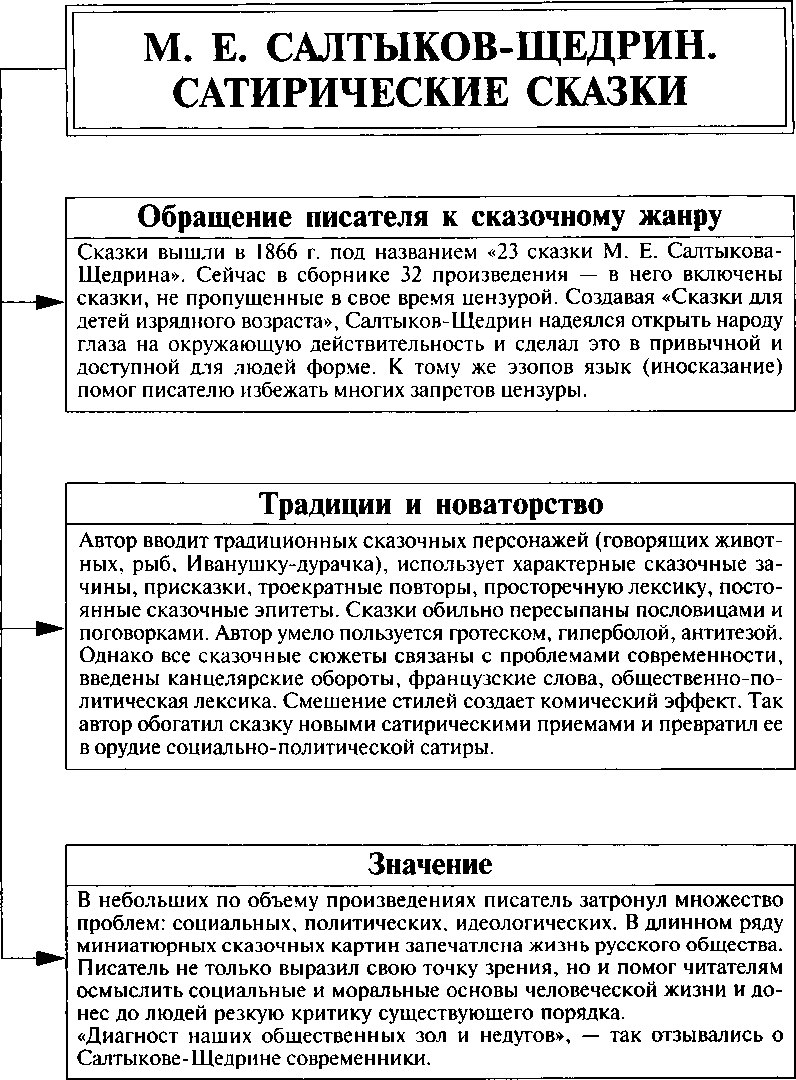 М. Е. САЛТЫКОВ-ЩЕДРИН.
САТИРИЧЕСКИЕ СКАЗКИ
Обращение писателя к сказочному жанру
Сказки вышли в 1866 г. под названием «23 сказки М. Е. Салтыкова-
Щедрина». Сейчас в сборнике 32 произведения — в него включены
сказки, не пропущенные в свое время цензурой. Создавая «Сказки для
детей изрядного возраста», Салтыков-Щедрин надеялся открыть народу
глаза на окружающую действительность и сделал это в привычной и
доступной для людей форме. К тому же эзопов язык (иносказание)
помог писателю избежать многих запретов цензуры.
Традиции и новаторство
Автор вводит традиционных сказочных персонажей (говорящих живот-
ных, рыб, Иванушку-дурачка), использует характерные сказочные за-
чины, присказки, троекратные повторы, просторечную лексику, посто-
янные сказочные эпитеты. Сказки обильно пересыпаны пословицами и
поговорками. Автор умело пользуется гротеском, гиперболой, антитезой.
Однако все сказочные сюжеты связаны с проблемами современности,
введены канцелярские обороты, французские слова, общественно-по-
литическая лексика. Смешение стилей создает комический эффект. Так
автор обогатил сказку новыми сатирическими приемами и превратил ее
в орудие социально-политической сатиры.
Значение
В небольших по объему произведениях писатель затронул множество
проблем: социальных, политических, идеологических. В длинном ряду
миниатюрных сказочных картин запечатлена жизнь русского общества.
Писатель не только выразил свою точку зрения, но и помог читателям
осмыслить социальные и моральные основы человеческой жизни и до-
нес до людей резкую критику существующего порядка.
«Диагност наших общественных зол и недугов», — так отзывались о
Салтыкове-Щедрине современники.